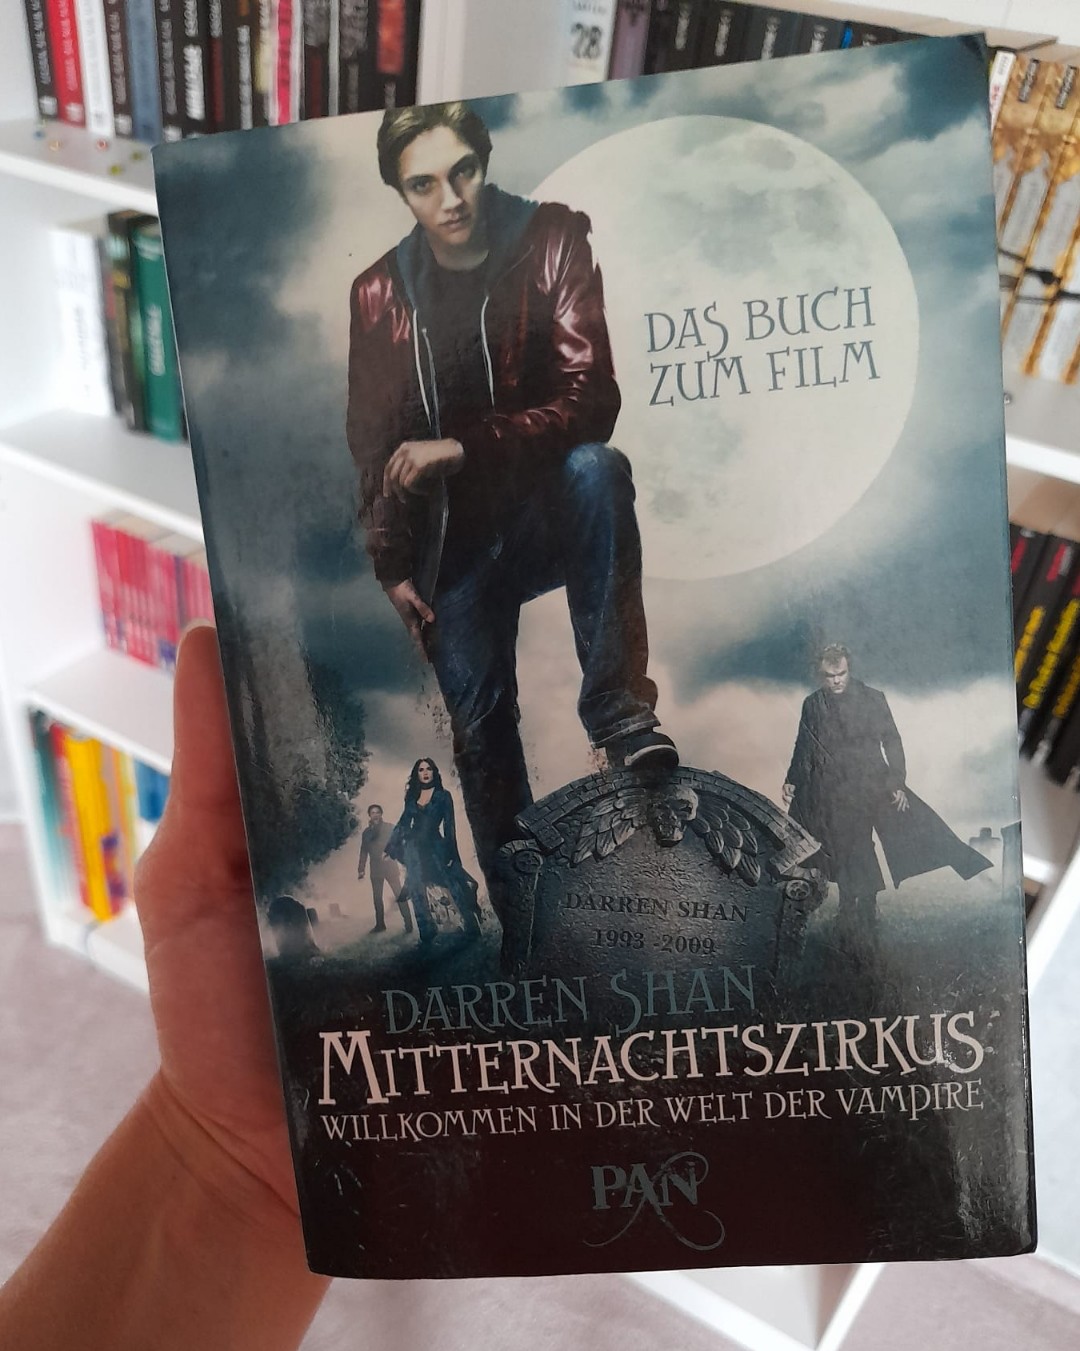 DAS BUCH
ZUM FILM
DARREN SHAN
1993 - 2009
DARREN SHAN
MITTERNACHTSZIRKUS
WILLKOMMEN IN DER WELT DER VAMPIRE
PAN